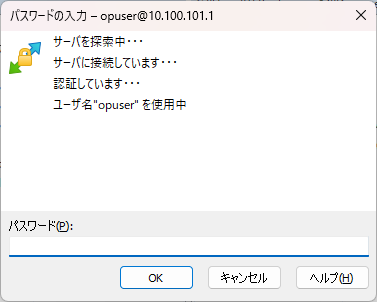 パスワードの入力 – opuser@10.100.101.1
サーバを探索中･･･
サーバに接続しています･･･
認証しています･･･
ユーザ名"opuser" を使用中
パスワード(P):
OK
キャンセル
ヘルプ(H)